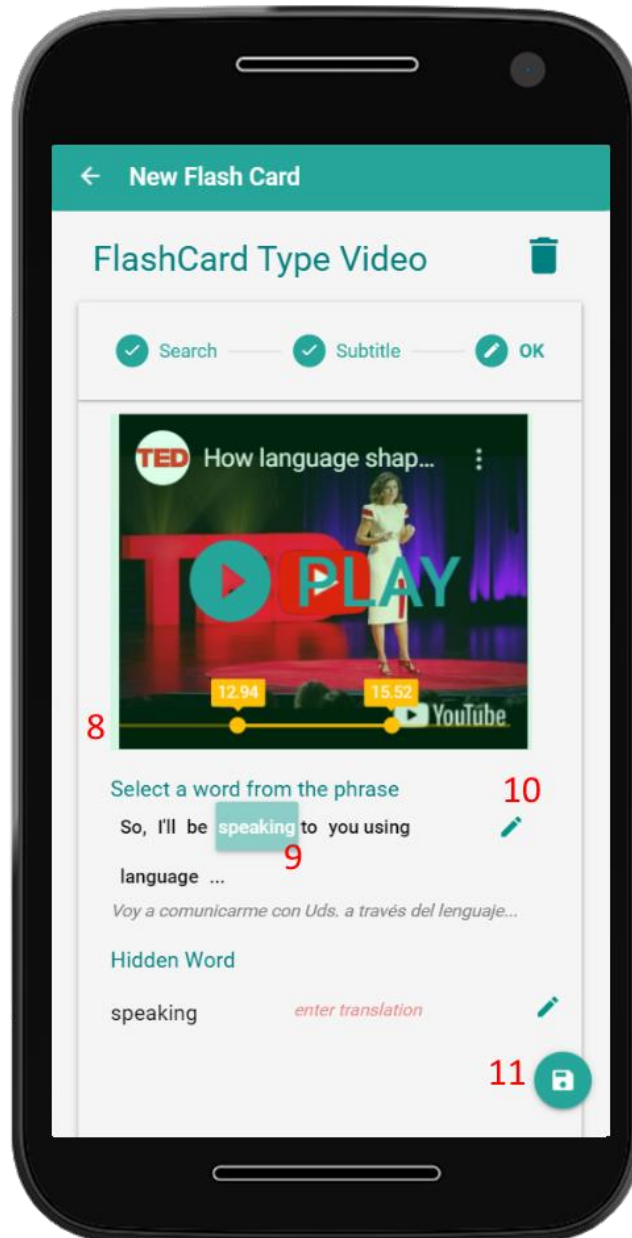 New Flash Card
FlashCard Type Video
Search
Subtitle
OK
TED How language shap...
PLAY
12.94
15.52
8
YouTube
Select a word from the phrase
10
So, I'll be speaking to you using
9
language ...
Voy a comunicarme con Uds. a través del lenguaje...
Hidden Word
speaking
enter translation
11